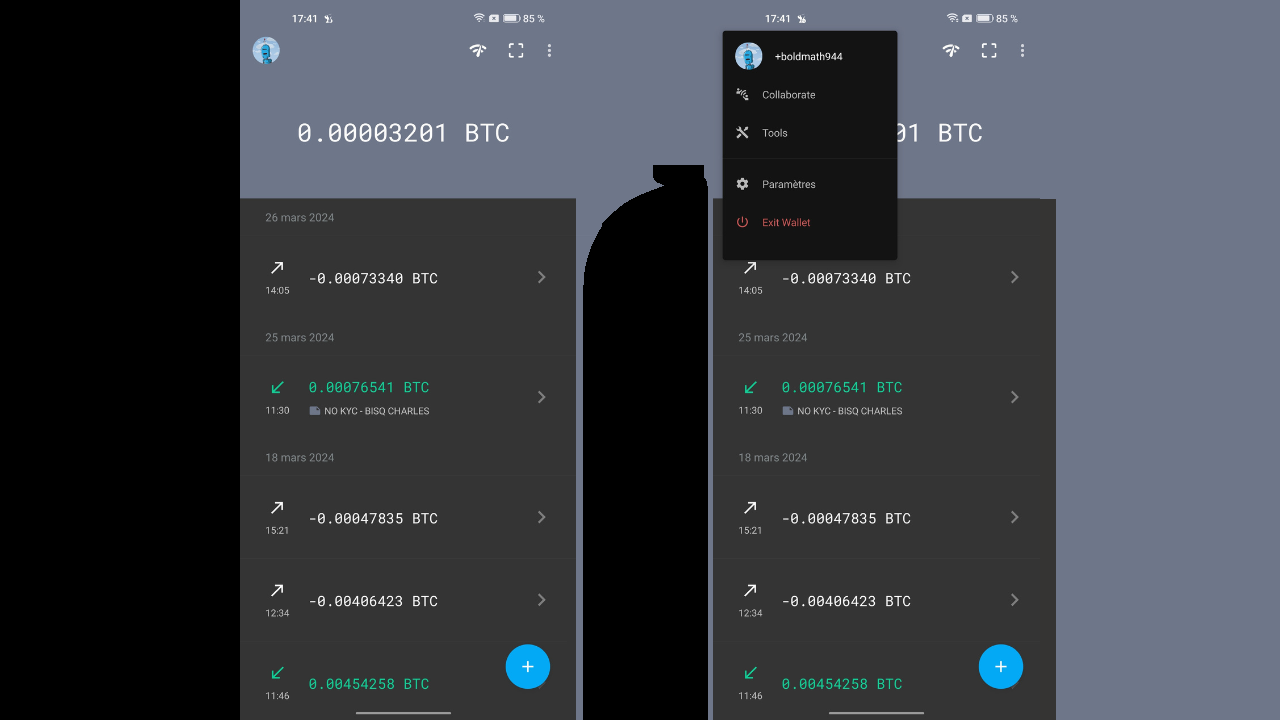 17:41
85 %
0.00003201 BTC
26 mars 2024
-0.00073340 BTC
14:05
25 mars 2024
0.00076541 BTC
11:30
NO KYC - BISQ CHARLES
18 mars 2024
-0.00047835 BTC
15:21
-0.00406423 BTC
12:34
0.00454258 BTC
11:46
17:41
85 %
+boldmath944
Collaborate
Tools
01 BTC
Paramètres
Exit Wallet
-0.00073340 BTC
14:05
25 mars 2024
0.00076541 BTC
11:30
NO KYC - BISQ CHARLES
18 mars 2024
-0.00047835 BTC
15:21
-0.00406423 BTC
12:34
0.00454258 BTC
11:46